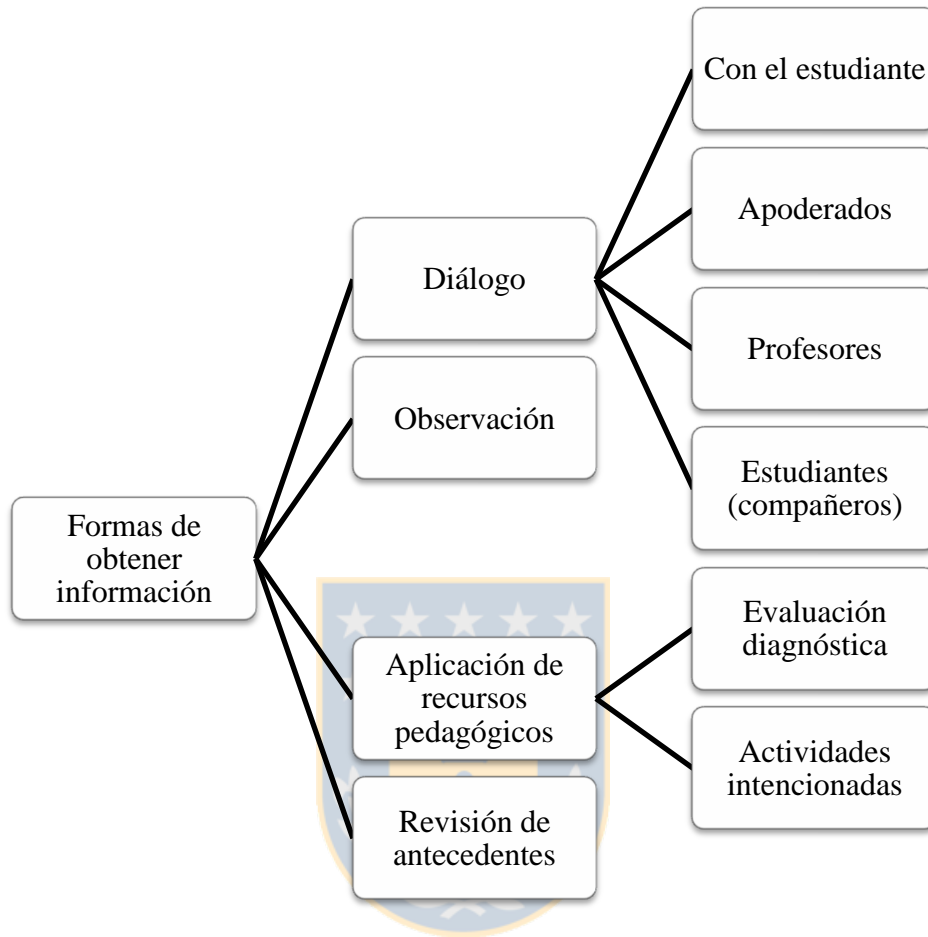 Formas de
obtener
información
Diálogo
Con el estudiante
Apoderados
Profesores
Estudiantes
(compañeros)
Observación
Aplicación de
recursos
pedagógicos
Evaluación
diagnóstica
Actividades
intencionadas
Revisión de
antecedentes